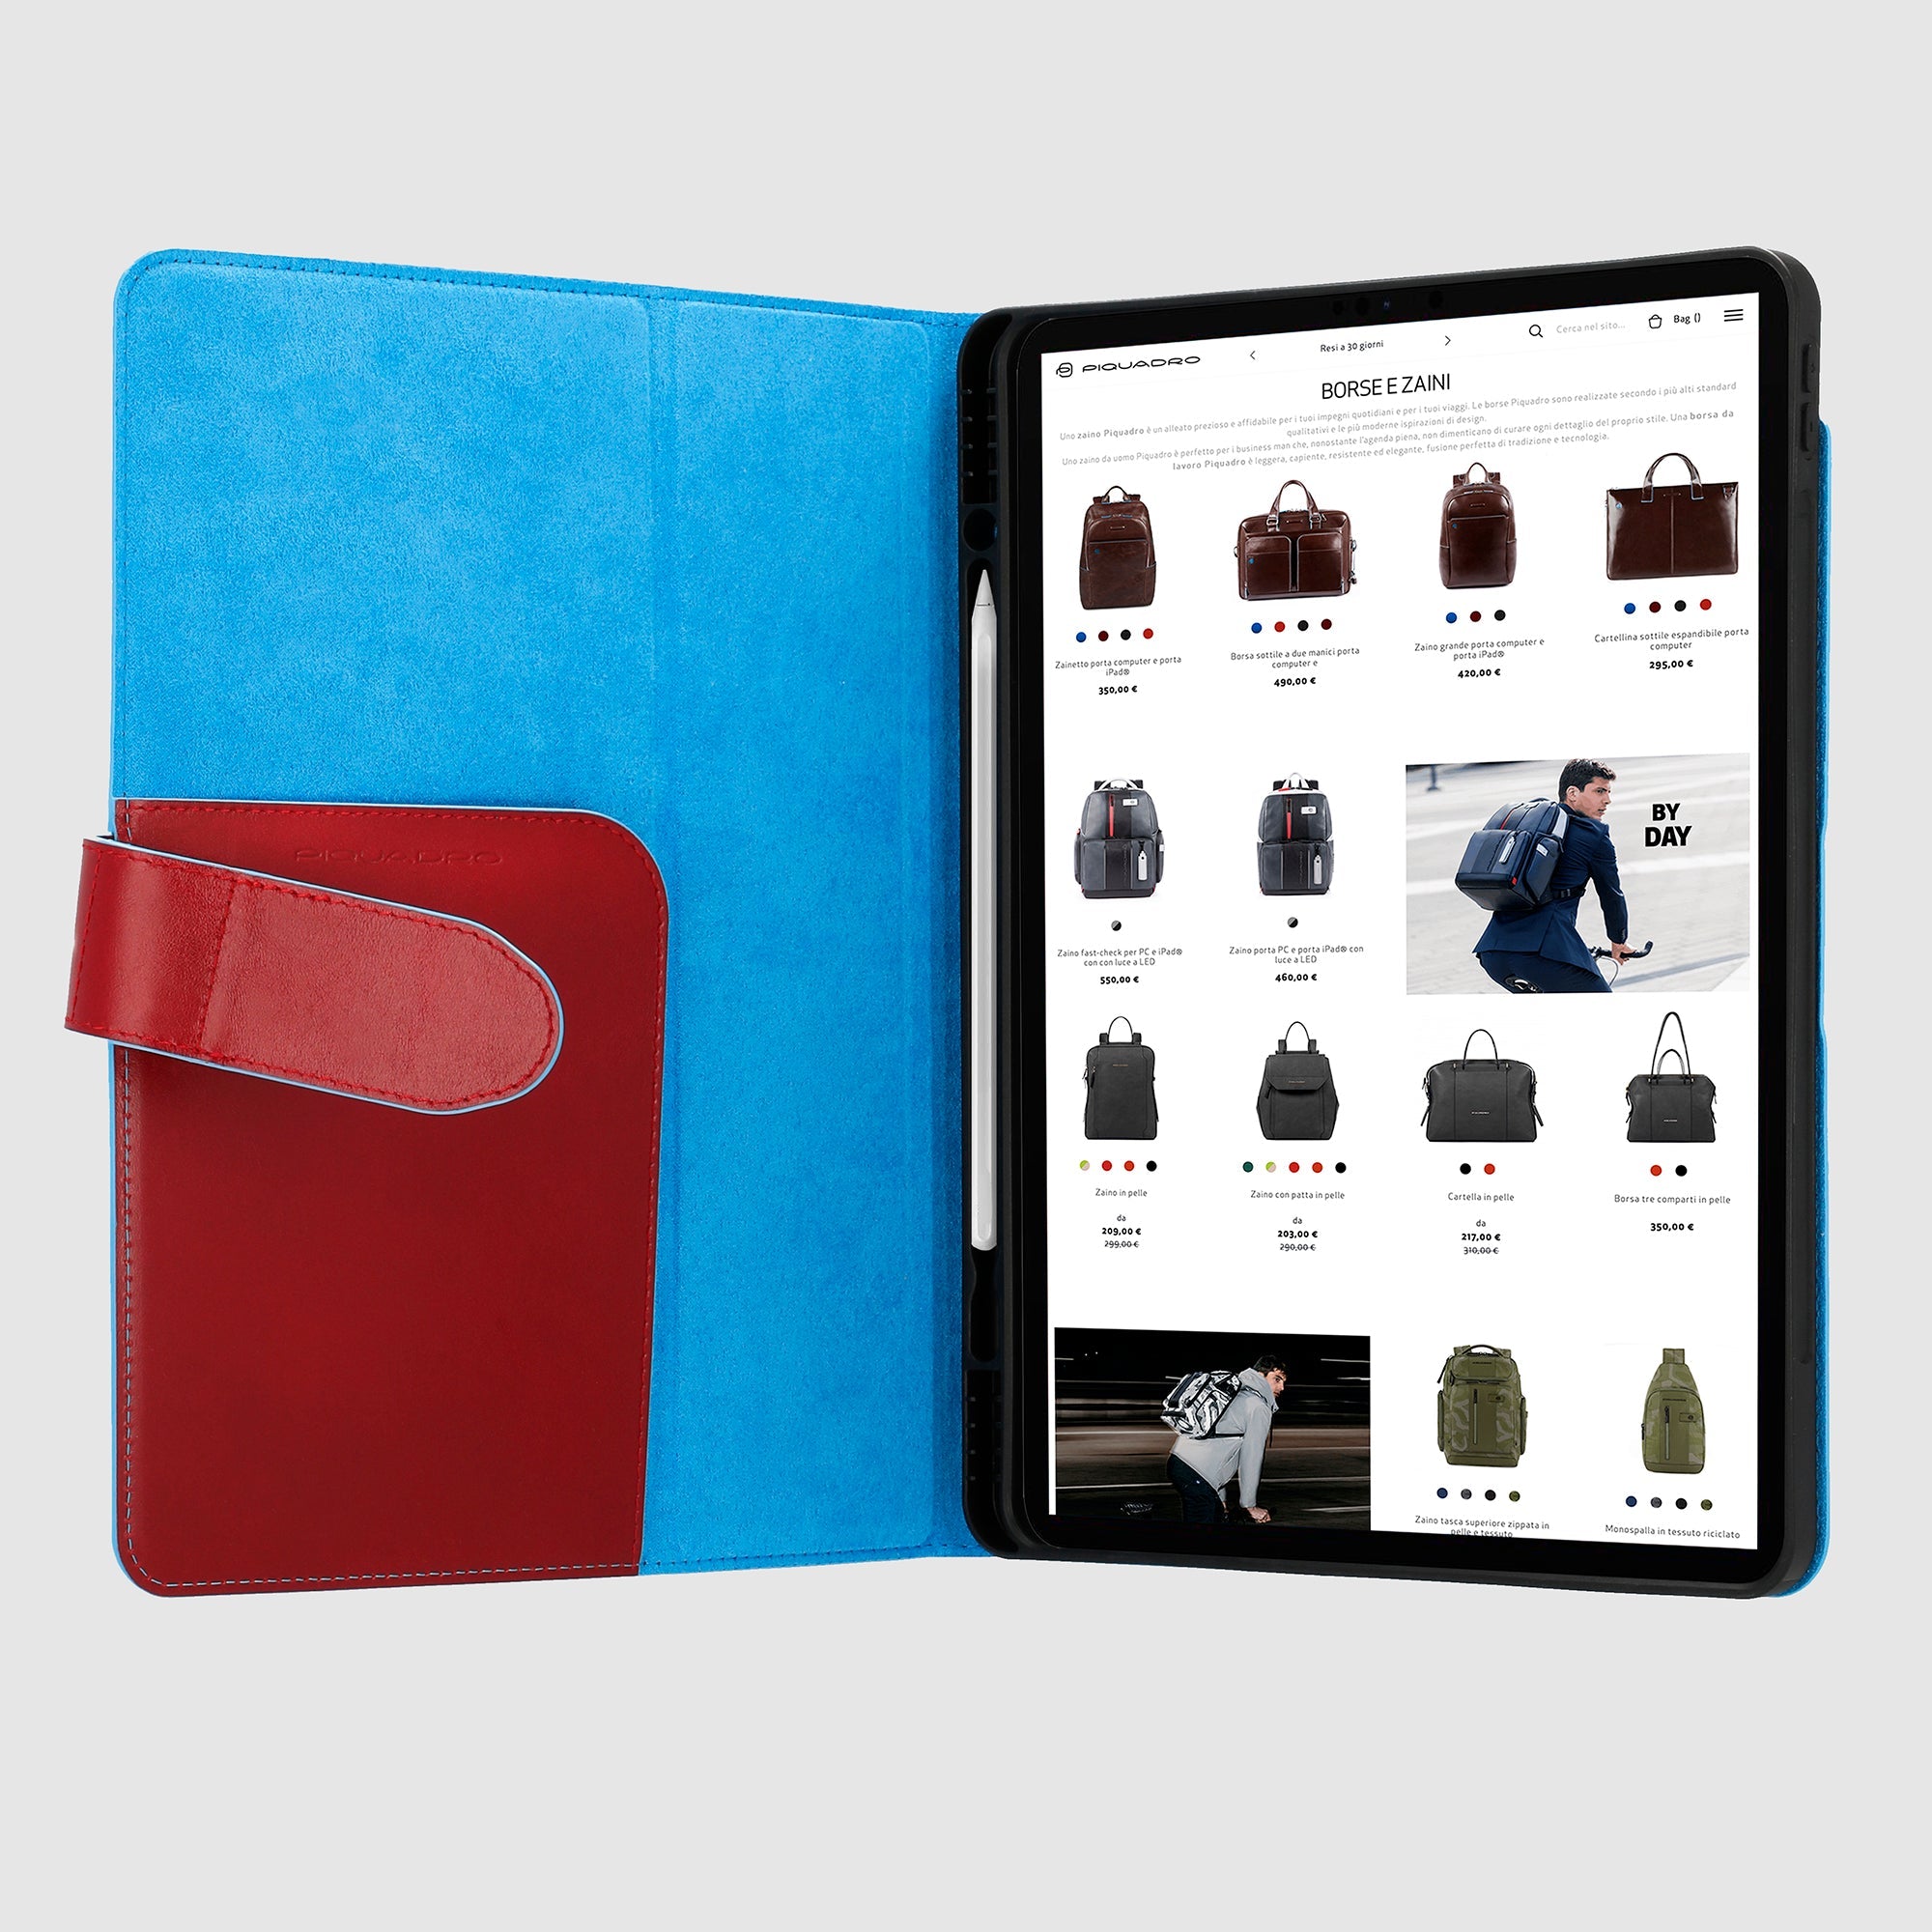 PIQUADRO
Resi a 30 giorni
Cerca nel sito...
Bag ()
BORSE E ZAINI
Uno zaino Piquadro è un alleato prezioso e affidabile per i tuoi impegni quotidiani e per i tuoi viaggi. Le borse Piquadro sono realizzate secondo i più alti standard
qualitativi e le più moderne ispirazioni di design.
Uno zaino da uomo Piquadro è perfetto per i business man che, nonostante l'agenda piena, non dimenticano di curare ogni dettaglio del proprio stile. Una borsa da
lavoro Piquadro è leggera, capiente, resistente ed elegante, fusione perfetta di tradizione e tecnologia.
Zainetto porta computer e porta
iPad®
350,00 €
Borsa sottile a due manici porta
computer e
490,00 €
Zaino grande porta computer e
porta iPad®
420,00 €
Cartellina sottile espandibile porta
computer
295,00 €
Zaino fast-check per PC e iPad®
con con luce a LED
550,00 €
Zaino porta PC e porta iPad® con
luce a LED
460,00 €
BY
DAY
Zaino in pelle
da
209,00 €
299,00 €
Zaino con patta in pelle
da
203,00 €
290,00 €
Cartella in pelle
da
217,00 €
310,00 €
Borsa tre comparti in pelle
350,00 €
Zaino tasca superiore zippata in
pelle e tessuto
Monospalla in tessuto riciclato
PIQUADRO